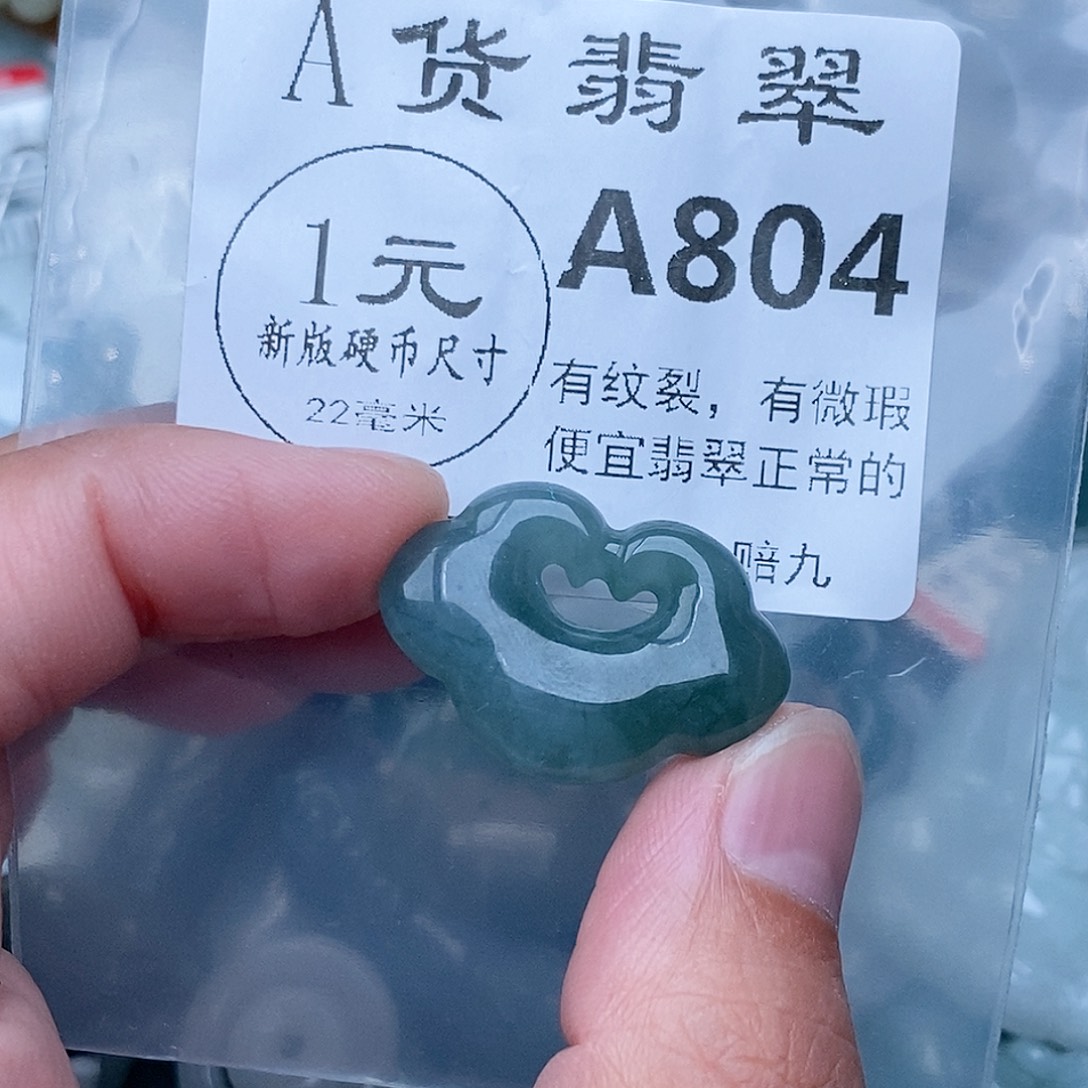 A货翡翠
1元
新版硬币尺寸
22毫米
A804
有纹裂，有微瑕
便宜翡翠正常的
赔九